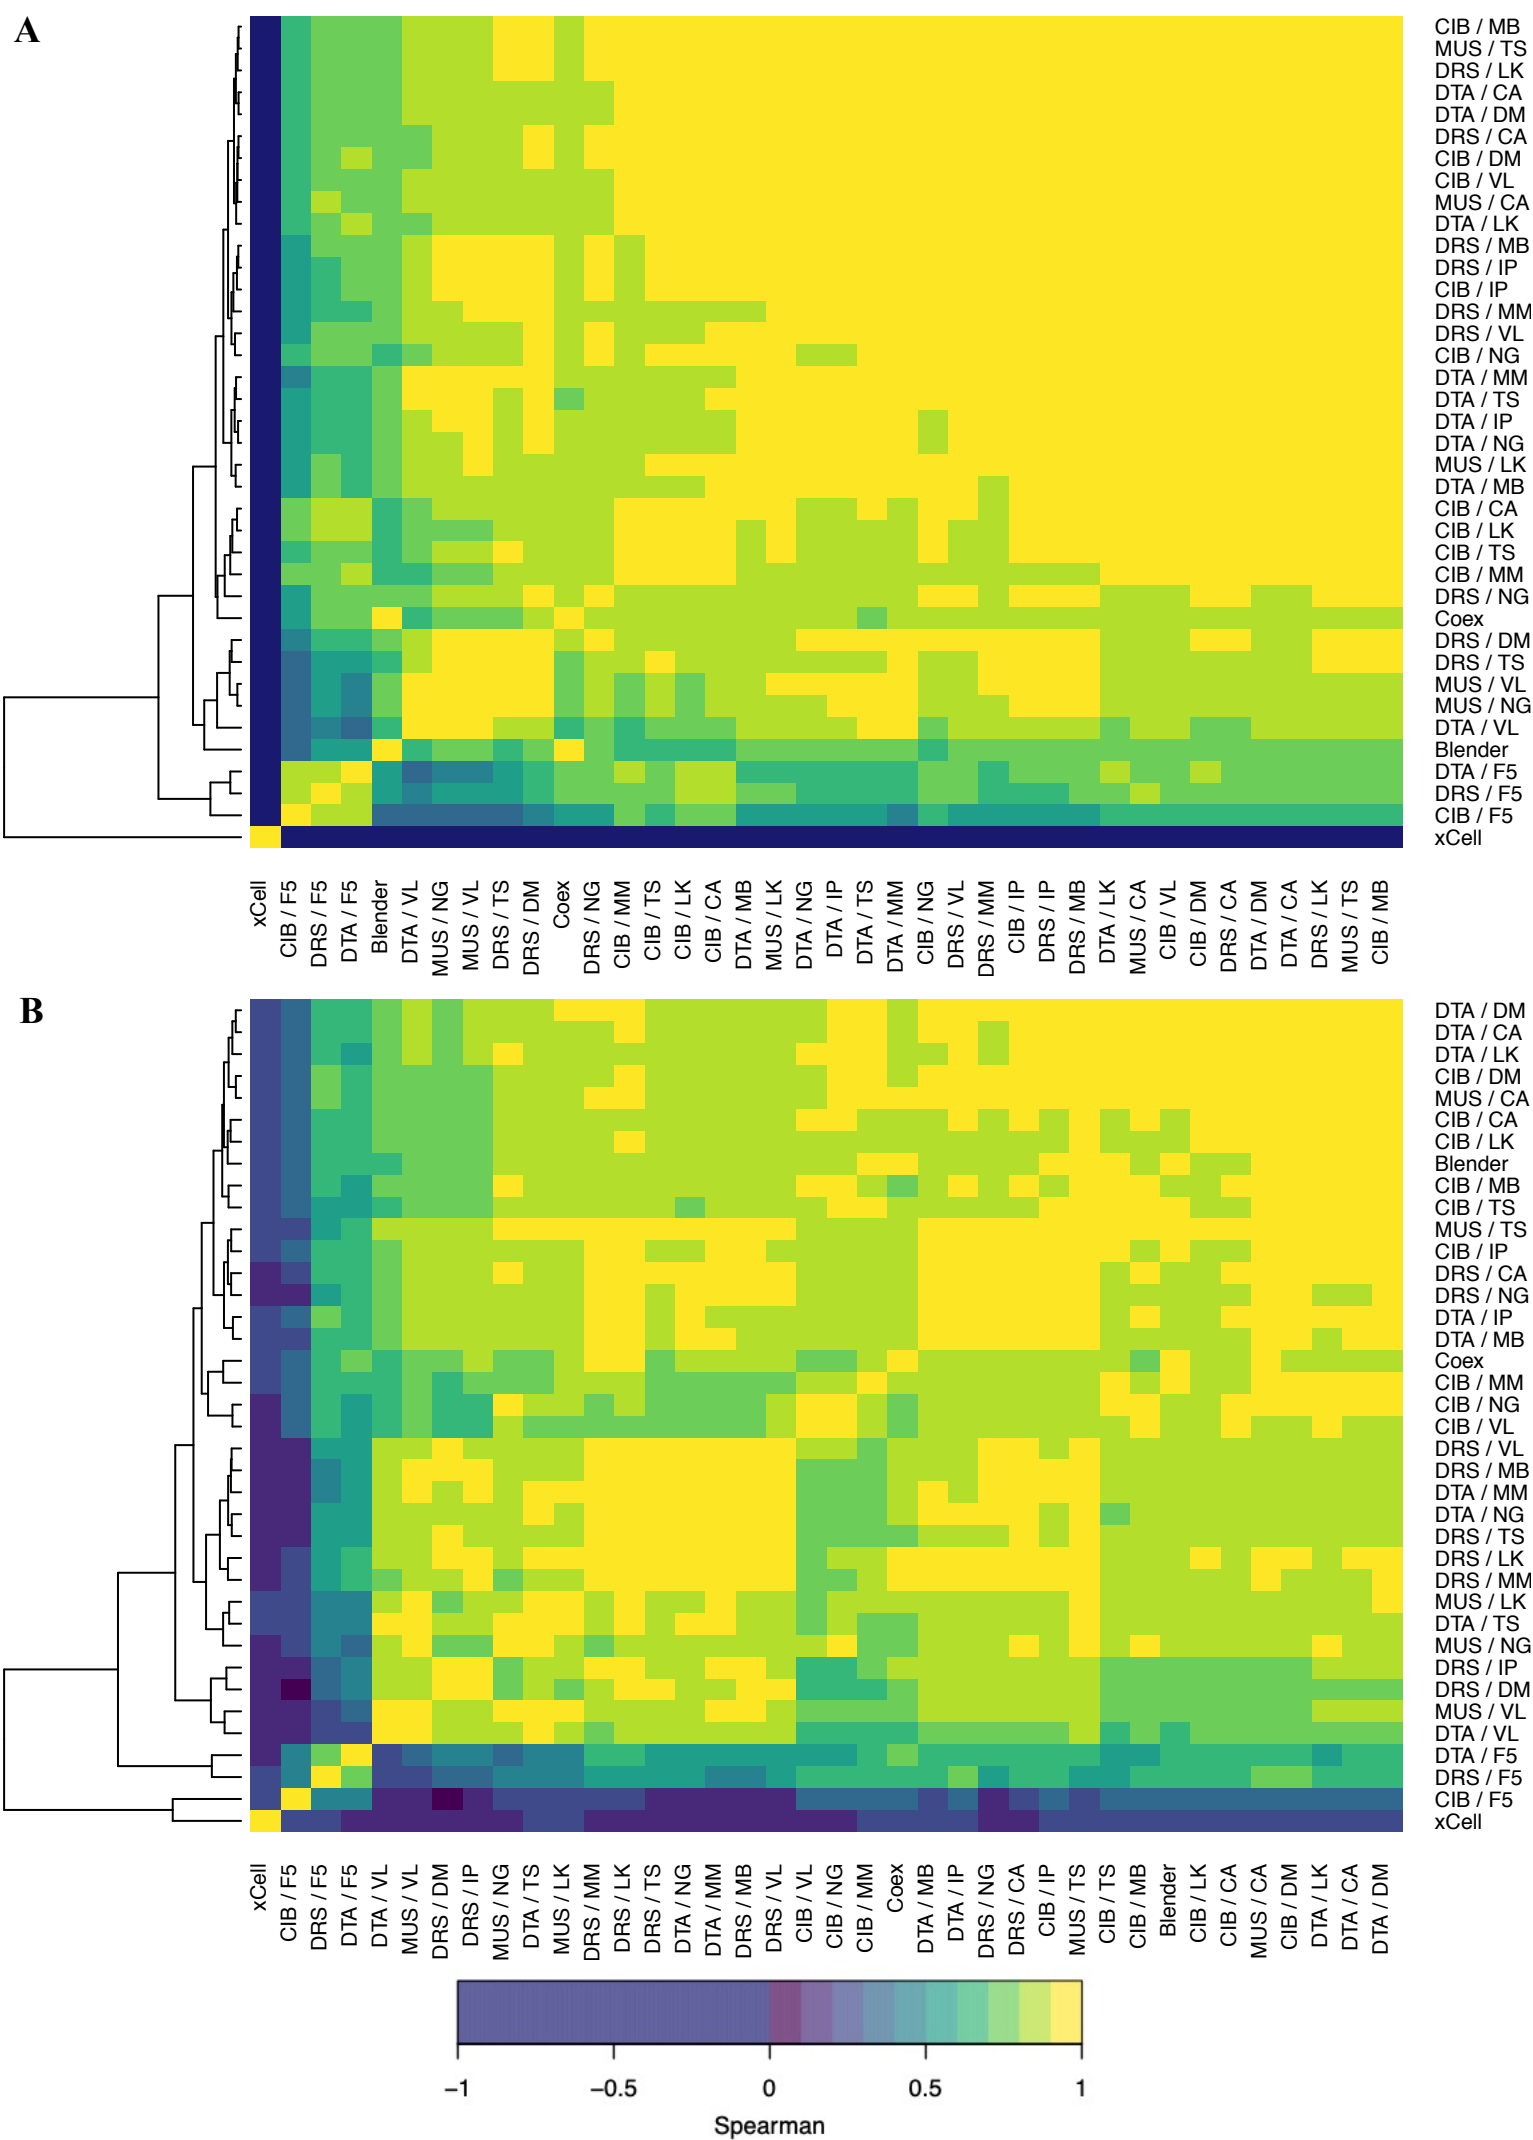 A
CIB / MB
MUS / TS
DRS / LK
DTA / CA
DTA / DM
DRS / CA
CIB / DM
CIB / VL
MUS / CA
DTA / LK
DRS / MB
DRS / IP
CIB / IP
DRS / MM
DRS / VL
CIB / NG
DTA / MM
DTA / TS
DTA / IP
DTA / NG
MUS / LK
DTA / MB
CIB / CA
CIB / LK
CIB / TS
CIB / MM
DRS / NG
Coex
DRS / DM
DRS / TS
MUS / VL
MUS / NG
DTA / VL
Blender
DTA / F5
DRS / F5
CIB / F5
xCell
xCell
CIB / F5
DRS / F5
DTA / F5
Blender
DTA / VL
MUS / NG
MUS / VL
DRS / TS
DRS / DM
Coex
DRS / NG
CIB / MM
CIB / TS
CIB / LK
CIB / CA
DTA / MB
MUS / LK
DTA / NG
DTA / IP
DTA / TS
DTA / MM
CIB / NG
DRS / VL
DRS / MM
CIB / IP
DRS / IP
DRS / MB
DTA / LK
MUS / CA
CIB / VL
CIB / DM
DRS / CA
DTA / DM
DTA / CA
DRS / LK
MUS / TS
CIB / MB
B
DTA / DM
DTA / CA
DTA / LK
CIB / DM
MUS / CA
CIB / CA
CIB / LK
Blender
CIB / MB
CIB / TS
MUS / TS
CIB / IP
DRS / CA
DRS / NG
DTA / IP
DTA / MB
Coex
CIB / MM
CIB / NG
CIB / VL
DRS / VL
DRS / MB
DTA / MM
DTA / NG
DRS / TS
DRS / LK
DRS / MM
MUS / LK
DTA / TS
MUS / NG
DRS / IP
DRS / DM
MUS / VL
DTA / VL
DTA / F5
DRS / F5
CIB / F5
xCell
xCell
CIB / F5
DRS / F5
DTA / F5
DTA / VL
MUS / VL
DRS / DM
DRS / IP
MUS / NG
DTA / TS
MUS / LK
DRS / MM
DRS / LK
DRS / TS
DTA / NG
DTA / MM
DRS / MB
DRS / VL
CIB / VL
CIB / NG
CIB / MM
Coex
DTA / MB
DTA / IP
DRS / NG
DRS / CA
CIB / IP
MUS / TS
CIB / TS
CIB / MB
Blender
CIB / LK
CIB / CA
MUS / CA
CIB / DM
DTA / LK
DTA / CA
DTA / DM
−1 −0.5 0 0.5 1
Spearman